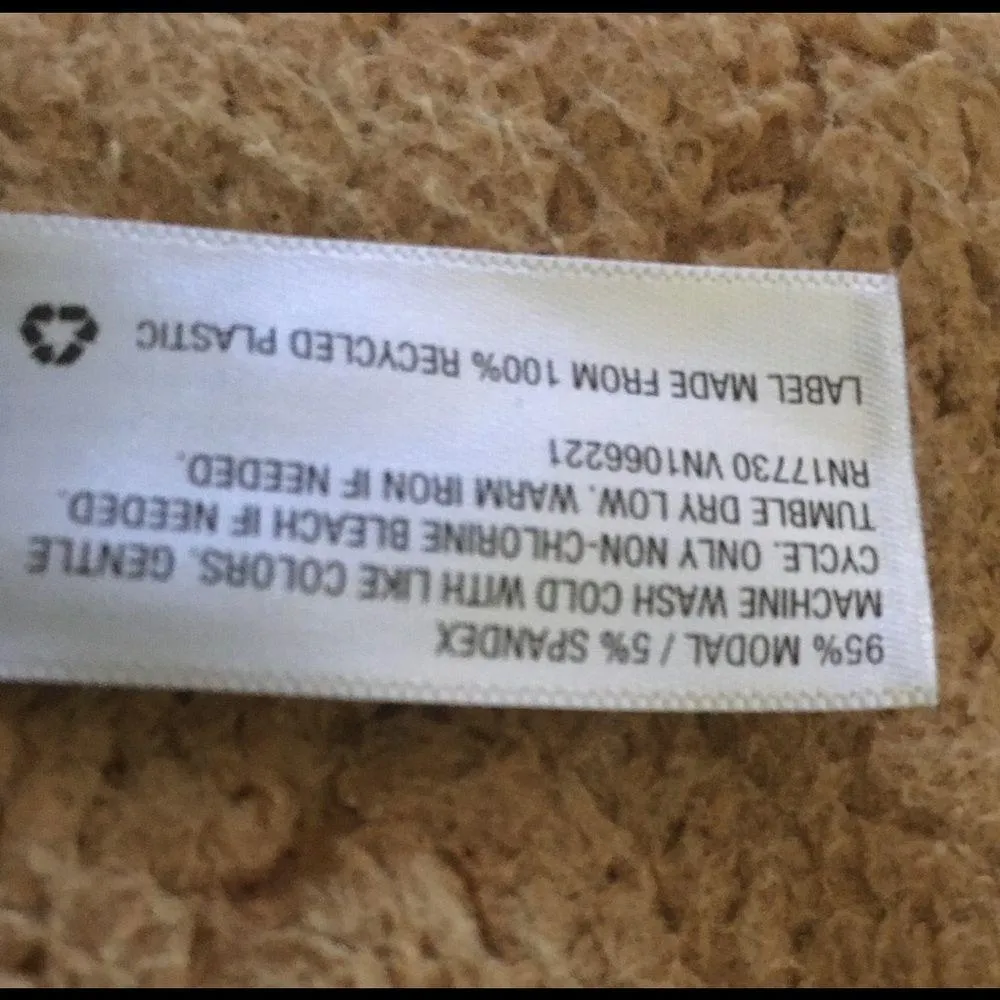 95% MODAL / 5% SPANDEX
MACHINE WASH COLD WITH LIKE COLORS. GENTLE
CYCLE. ONLY NON-CHLORINE BLEACH IF NEEDED.
TUMBLE DRY LOW. WARM IRON IF NEEDED.
RN17730 VN1066221
LABEL MADE FROM 100% RECYCLED PLASTIC